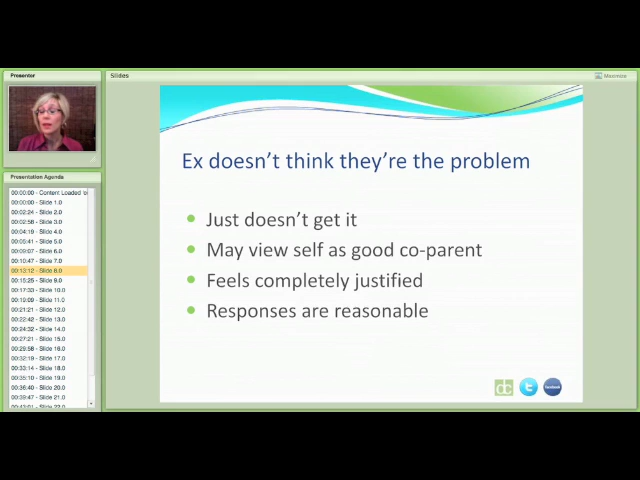 Presenter
Slides
Maximize
Presentation Agenda
00:00:00 - Content Loaded
00:00:00 - Slide 1.0
00:02:24 - Slide 2.0
00:02:58 - Slide 3.0
00:04:19 - Slide 4.0
00:05:41 - Slide 5.0
00:09:07 - Slide 6.0
00:10:47 - Slide 7.0
00:13:12 - Slide 8.0
00:15:25 - Slide 9.0
00:17:33 - Slide 10.0
00:19:09 - Slide 11.0
00:21:21 - Slide 12.0
00:22:42 - Slide 13.0
00:24:32 - Slide 14.0
00:27:21 - Slide 15.0
00:29:58 - Slide 16.0
00:32:19 - Slide 17.0
00:33:14 - Slide 18.0
00:35:10 - Slide 19.0
00:36:40 - Slide 20.0
00:39:47 - Slide 21.0
Ex doesn't think they're the problem
Just doesn't get it
May view self as good co-parent
Feels completely justified
Responses are reasonable
dc
Facebook